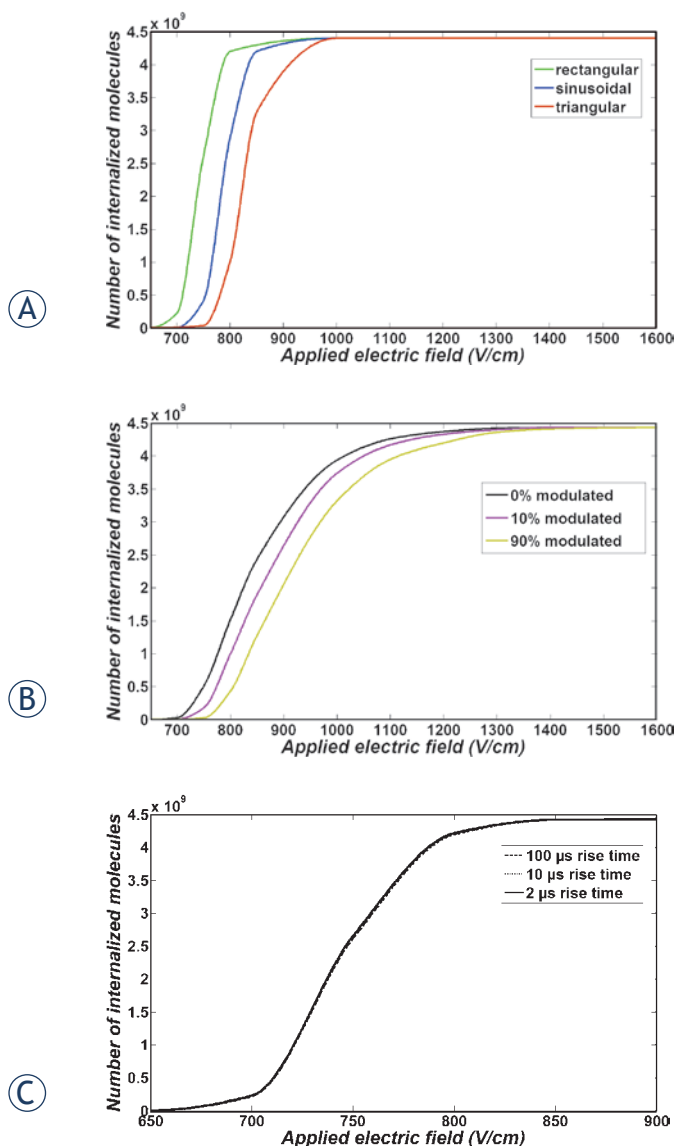 4.5 x 10^9
4
3.5
3
2.5
2
1.5
1
0.5
0
Number of internalized molecules
rectangular
sinusoidal
triangular
700 800 900 1000 1100 1200 1300 1400 1500 1600
Applied electric field (V/cm)
A
4.5 x 10^9
4
3.5
3
2.5
2
1.5
1
0.5
0
Number of internalized molecules
0% modulated
10% modulated
90% modulated
700 800 900 1000 1100 1200 1300 1400 1500 1600
Applied electric field (V/cm)
B
4.5 x 10^9
4
3.5
3
2.5
2
1.5
1
0.5
0
Number of internalized molecules
100 µs rise time
10 µs rise time
2 µs rise time
650 700 750 800 850 900
Applied electric field (V/cm)
C